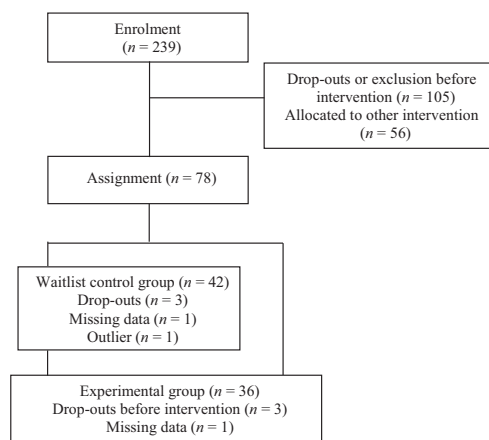 Enrolment
(n = 239)
Drop-outs or exclusion before
intervention (n = 105)
Allocated to other intervention
(n = 56)
Assignment (n = 78)
Waitlist control group (n = 42)
Drop-outs (n = 3)
Missing data (n = 1)
Outlier (n = 1)
Experimental group (n = 36)
Drop-outs before intervention (n = 3)
Missing data (n = 1)